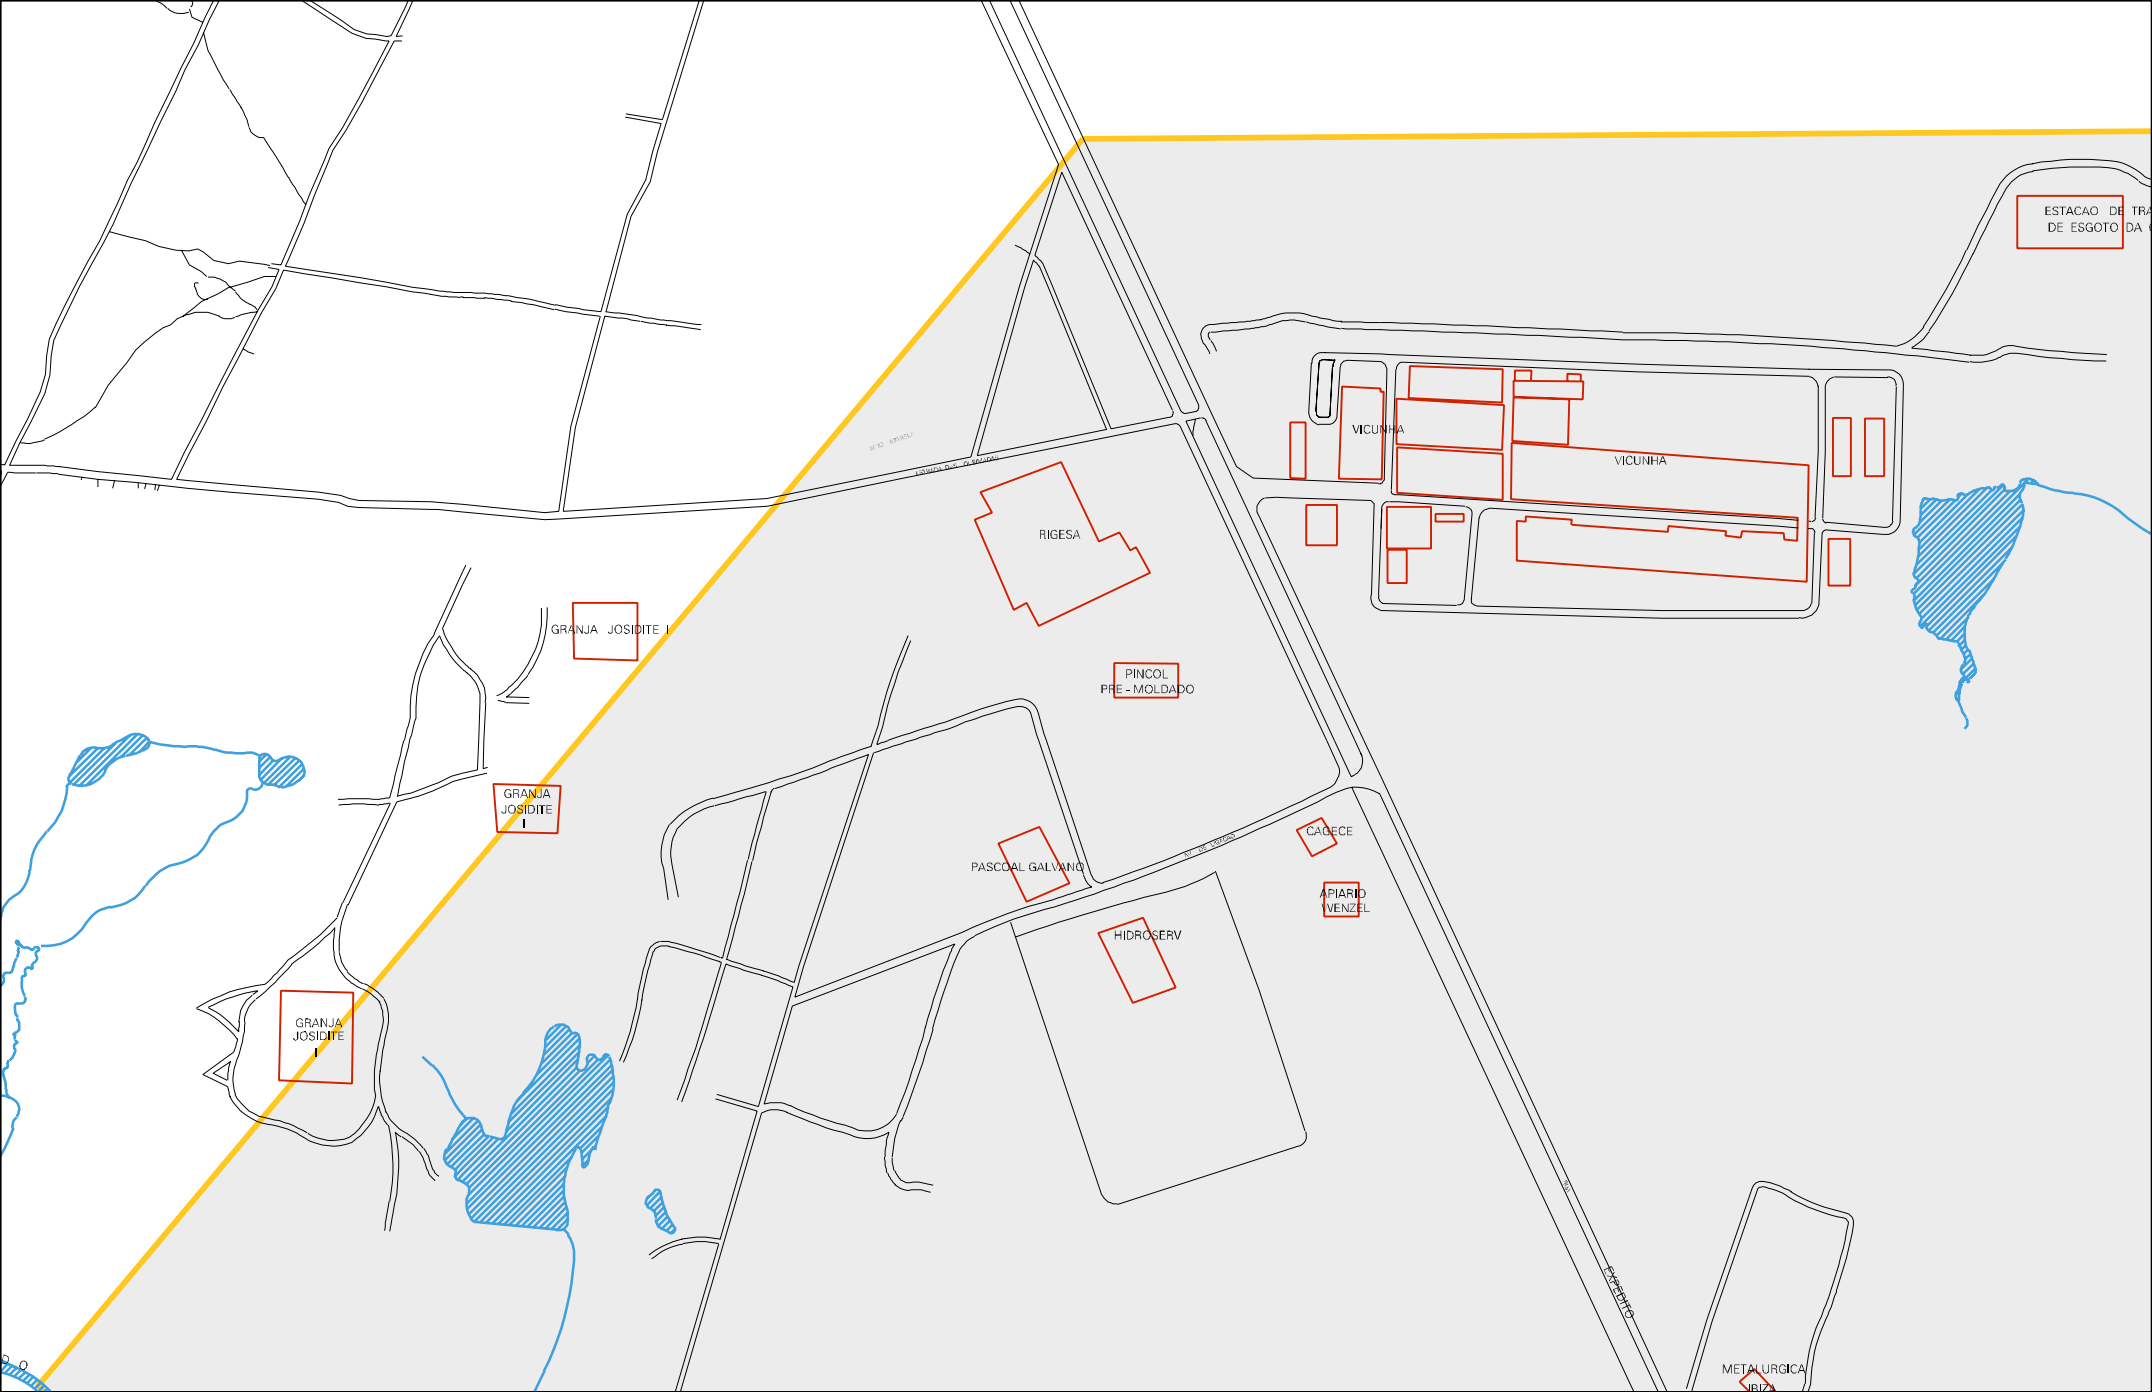 ESTACAO DE TRA
DE ESGOTO DA
VICUNHA
VICUNHA
RIGESA
GRANJA JOSIDITE I
PINCOL
PRE - MOLDADO
GRANJA
JOSIDITE
I
CAGECE
PASCOAL GALVANO
APIARIO
WENZEL
HIDROSERV
GRANJA
JOSIDITE
I
EXPEDITO
METALURGICA
IBIZA
D O